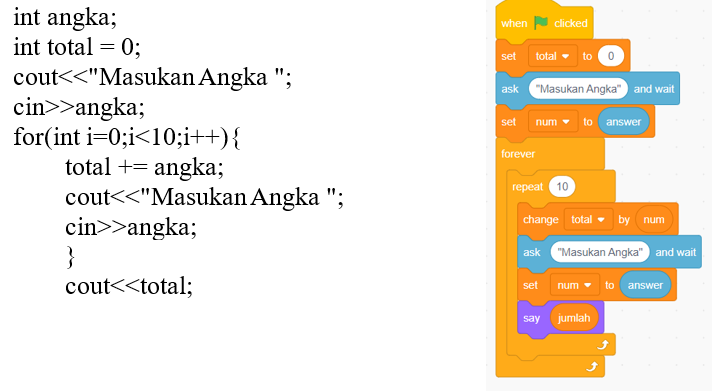 int angka;
int total = 0;
cout<<"Masukan Angka ";
cin>>angka;
for(int i=0;i<10;i++){
total += angka;
cout<<"Masukan Angka ";
cin>>angka;
}
cout<<total;
when clicked
set total to 0
ask "Masukan Angka" and wait
set num to answer
forever
repeat 10
change total by num
ask "Masukan Angka" and wait
set num to answer
say jumlah